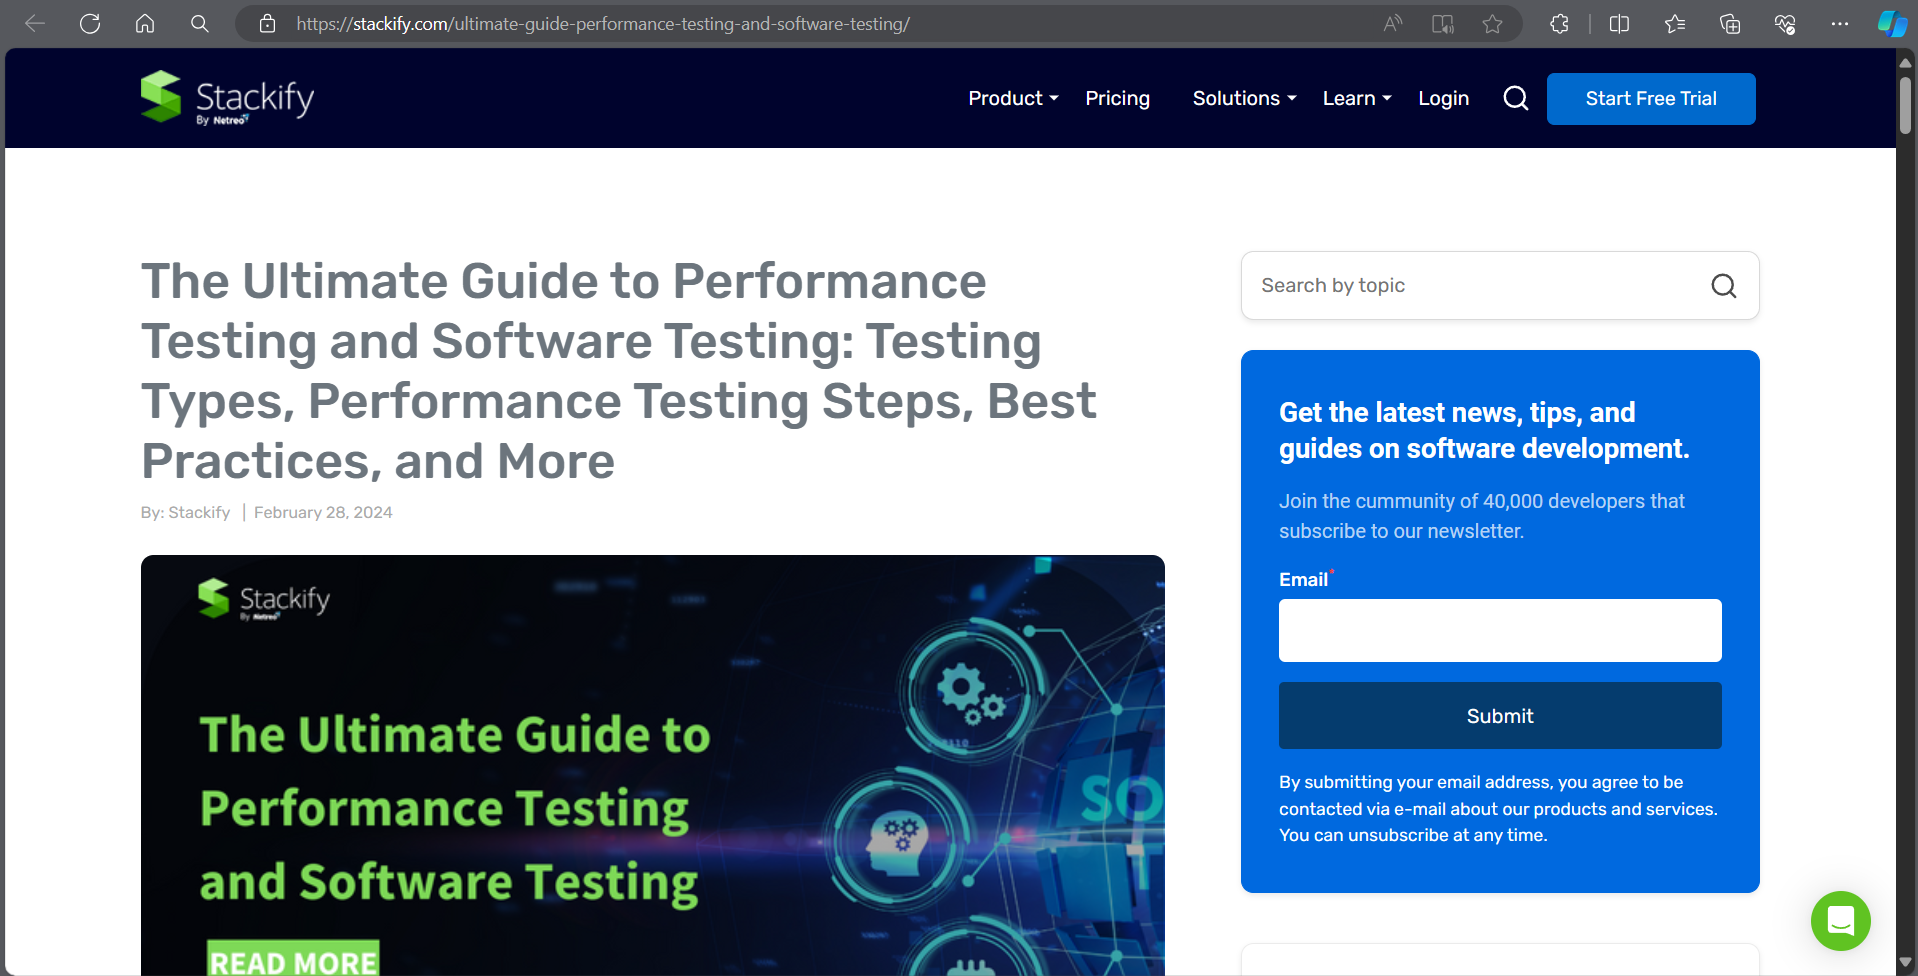 https://stackify.com/ultimate-guide-performance-testing-and-software-testing/
Stackify
By Netreo
Product
Pricing
Solutions
Learn
Login
Start Free Trial
The Ultimate Guide to Performance
Testing and Software Testing: Testing
Types, Performance Testing Steps, Best
Practices, and More
By: Stackify | February 28, 2024
Stackify
By Netreo
The Ultimate Guide to
Performance Testing
and Software Testing
READ MORE
SO
Search by topic
Get the latest news, tips, and
guides on software development.
Join the cummunity of 40,000 developers that
subscribe to our newsletter.
Email*
Submit
By submitting your email address, you agree to be
contacted via e-mail about our products and services.
You can unsubscribe at any time.